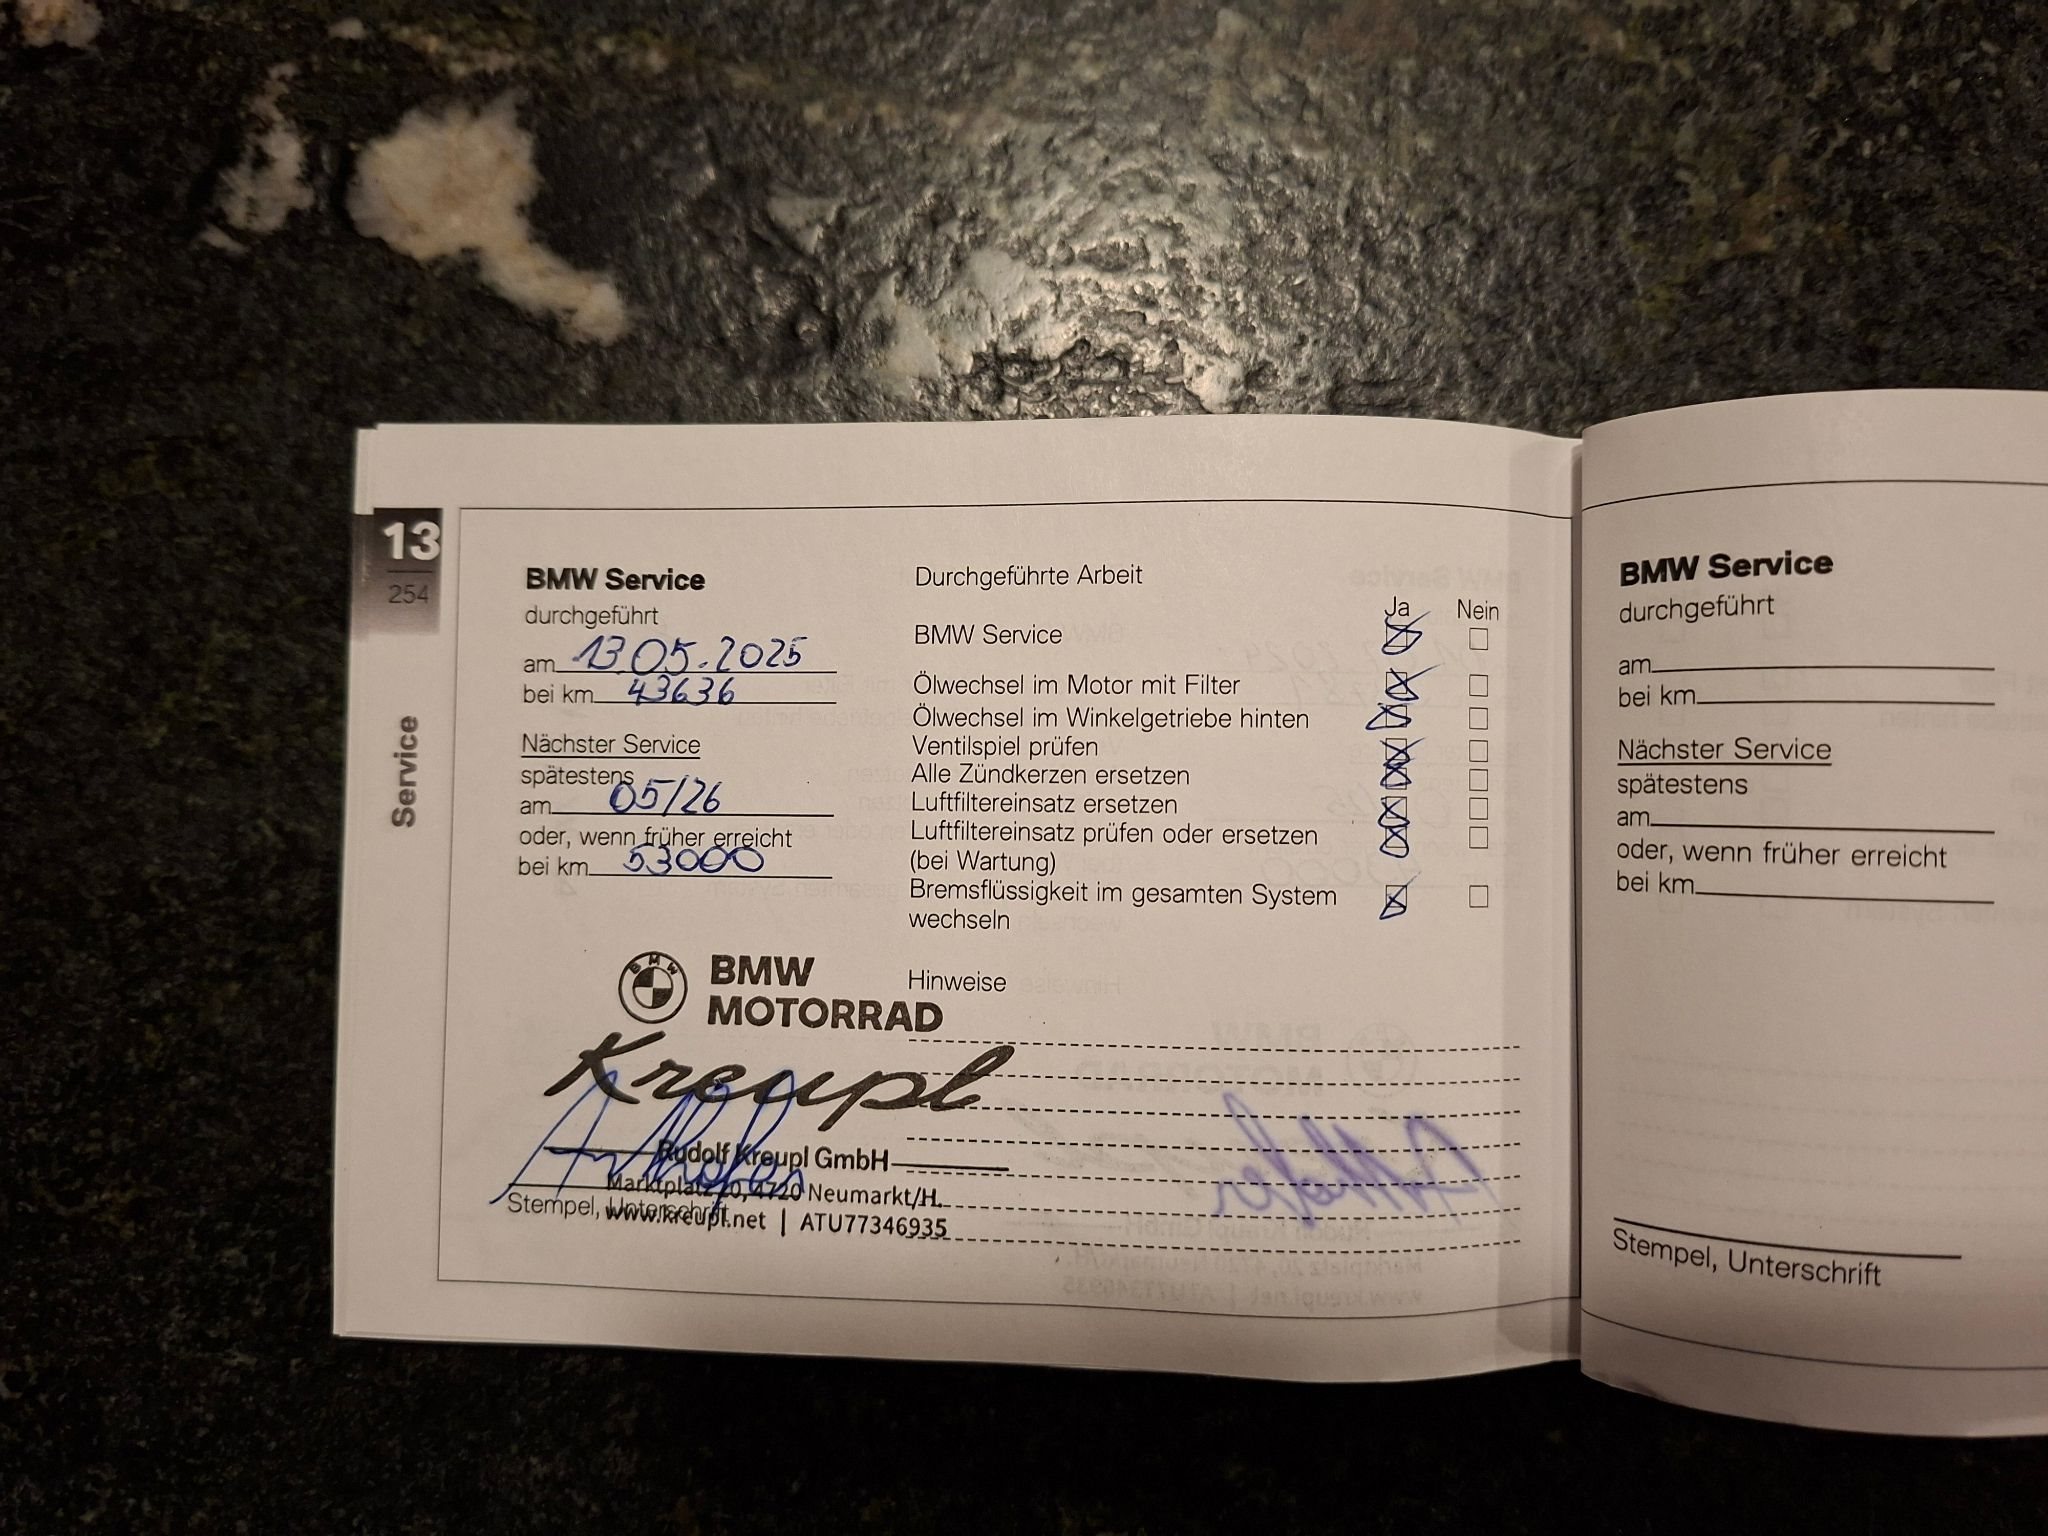 13
254
Service
BMW Service
durchgeführt
am 13 05.2025
bei km 43636
Nächster Service
spätestens
am 05/26
oder, wenn früher erreicht
bei km 53000
BMW
MOTORRAD
Kreupl
Rudolf Kreupl GmbH
Marktplatz 20, 4720 Neumarkt/H.
Stempel, Unterschrift
www.kreupl.net | ATU77346935
Durchgeführte Arbeit
Ja Nein
BMW Service
Ölwechsel im Motor mit Filter
Ölwechsel im Winkelgetriebe hinten
Ventilspiel prüfen
Alle Zündkerzen ersetzen
Luftfiltereinsatz ersetzen
Luftfiltereinsatz prüfen oder ersetzen
(bei Wartung)
Bremsflüssigkeit im gesamten System
wechseln
Hinweise
BMW Service
durchgeführt
am
bei km
Nächster Service
spätestens
am
oder, wenn früher erreicht
bei km
Stempel, Unterschrift